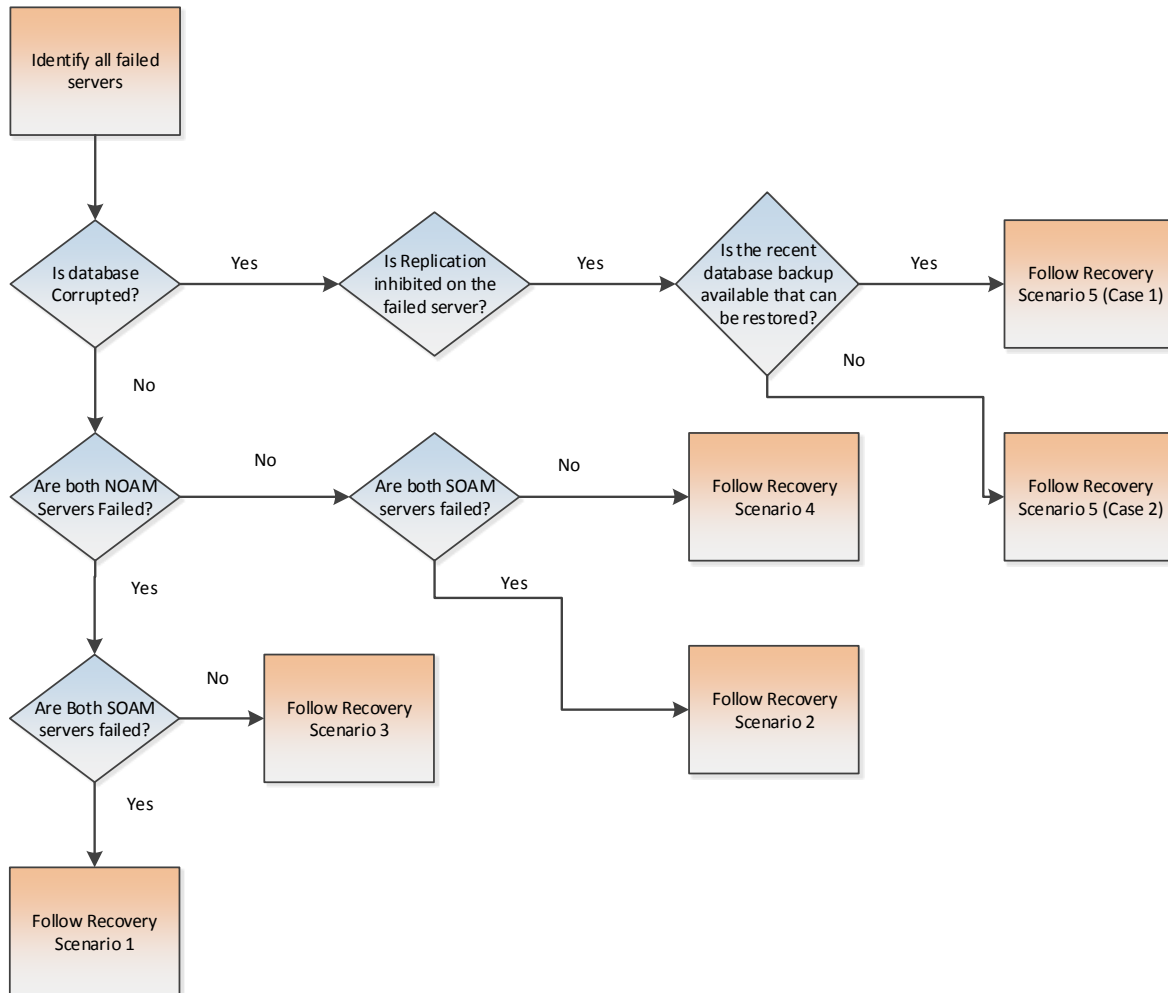 Identify all failed
servers
Is database
Corrupted?
Yes
Is Replication
inhibited on the
failed server?
Yes
Is the recent
database backup
available that can
be restored?
Yes
Follow Recovery
Scenario 5 (Case 1)
No
No
Follow Recovery
Scenario 5 (Case 2)
Are both NOAM
Servers Failed?
No
Are both SOAM
servers failed?
No
Follow Recovery
Scenario 4
Yes
Yes
Follow Recovery
Scenario 2
Are Both SOAM
servers failed?
No
Follow Recovery
Scenario 3
Yes
Follow Recovery
Scenario 1